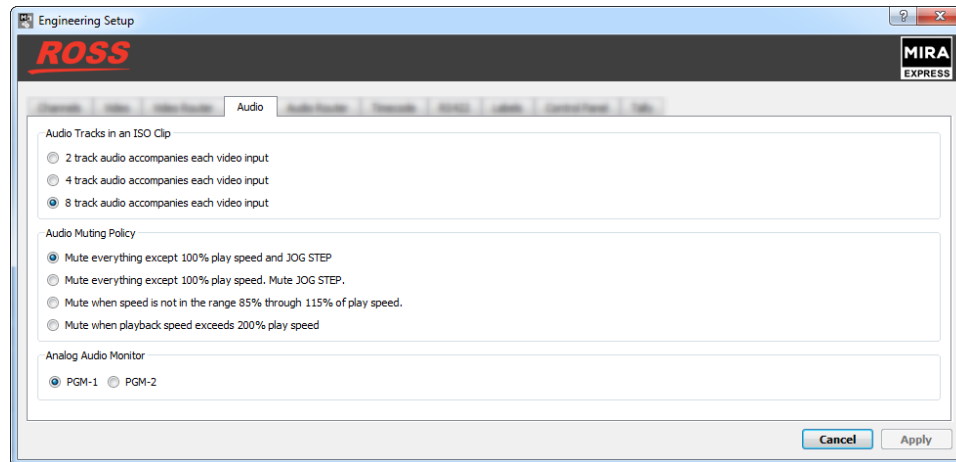 Engineering Setup
ROSS
MIRA
EXPRESS
Audio
Audio Tracks in an ISO Clip
2 track audio accompanies each video input
4 track audio accompanies each video input
8 track audio accompanies each video input
Audio Muting Policy
Mute everything except 100% play speed and JOG STEP
Mute everything except 100% play speed. Mute JOG STEP.
Mute when speed is not in the range 85% through 115% of play speed.
Mute when playback speed exceeds 200% play speed
Analog Audio Monitor
PGM-1 PGM-2
Cancel Apply